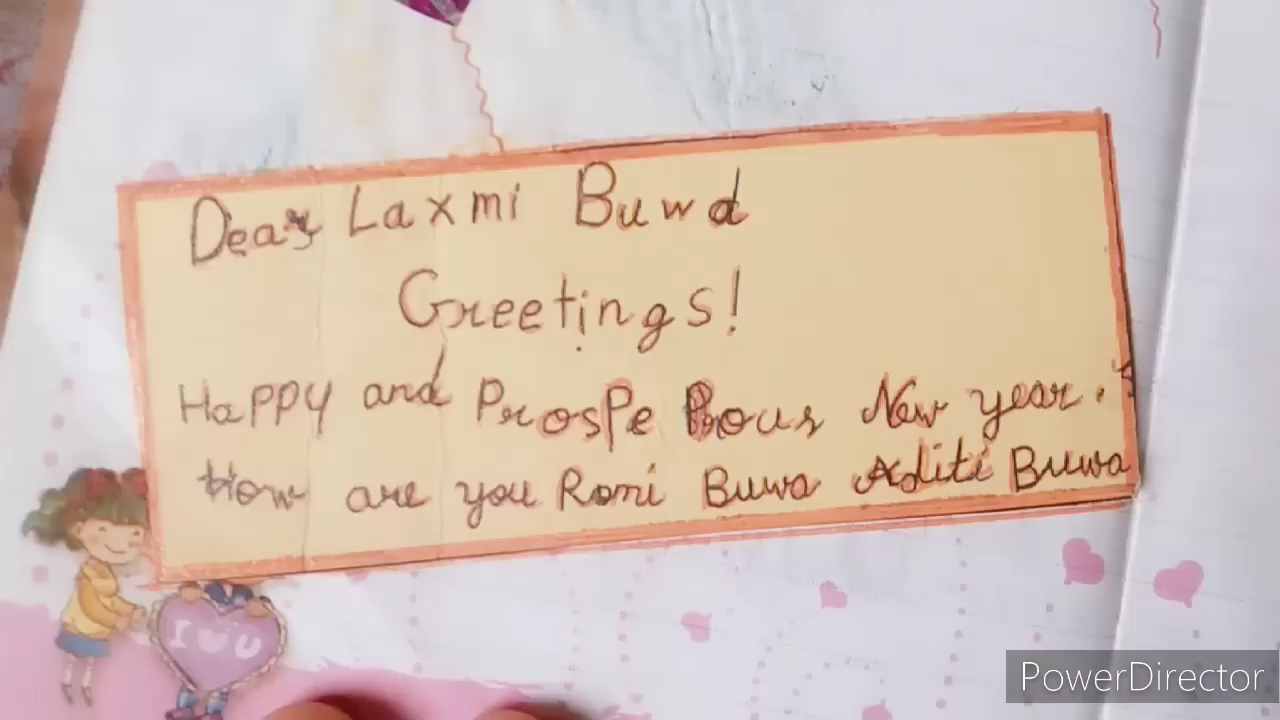 Dear Laxmi Buwa
Greetings!
Happy and Prospe Rous New year.
How are you Romi Buwa Aditi Buwa
I U
PowerDirector